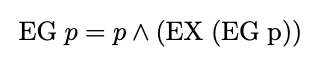 EG p = p ∧ (EX (EG p))